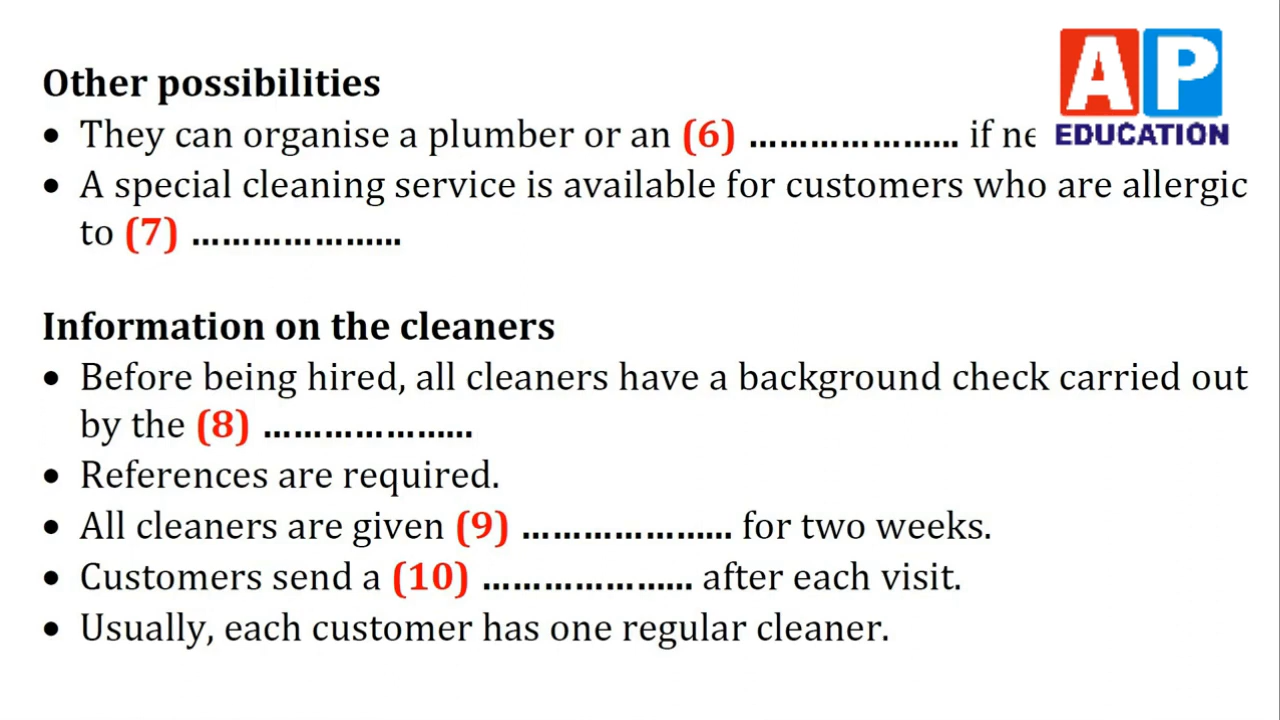 AP
EDUCATION
Other possibilities
• They can organise a plumber or an (6) ........................ if ne
• A special cleaning service is available for customers who are allergic
to (7) ........................
Information on the cleaners
• Before being hired, all cleaners have a background check carried out
by the (8) ........................
• References are required.
• All cleaners are given (9) ........................ for two weeks.
• Customers send a (10) ........................ after each visit.
• Usually, each customer has one regular cleaner.